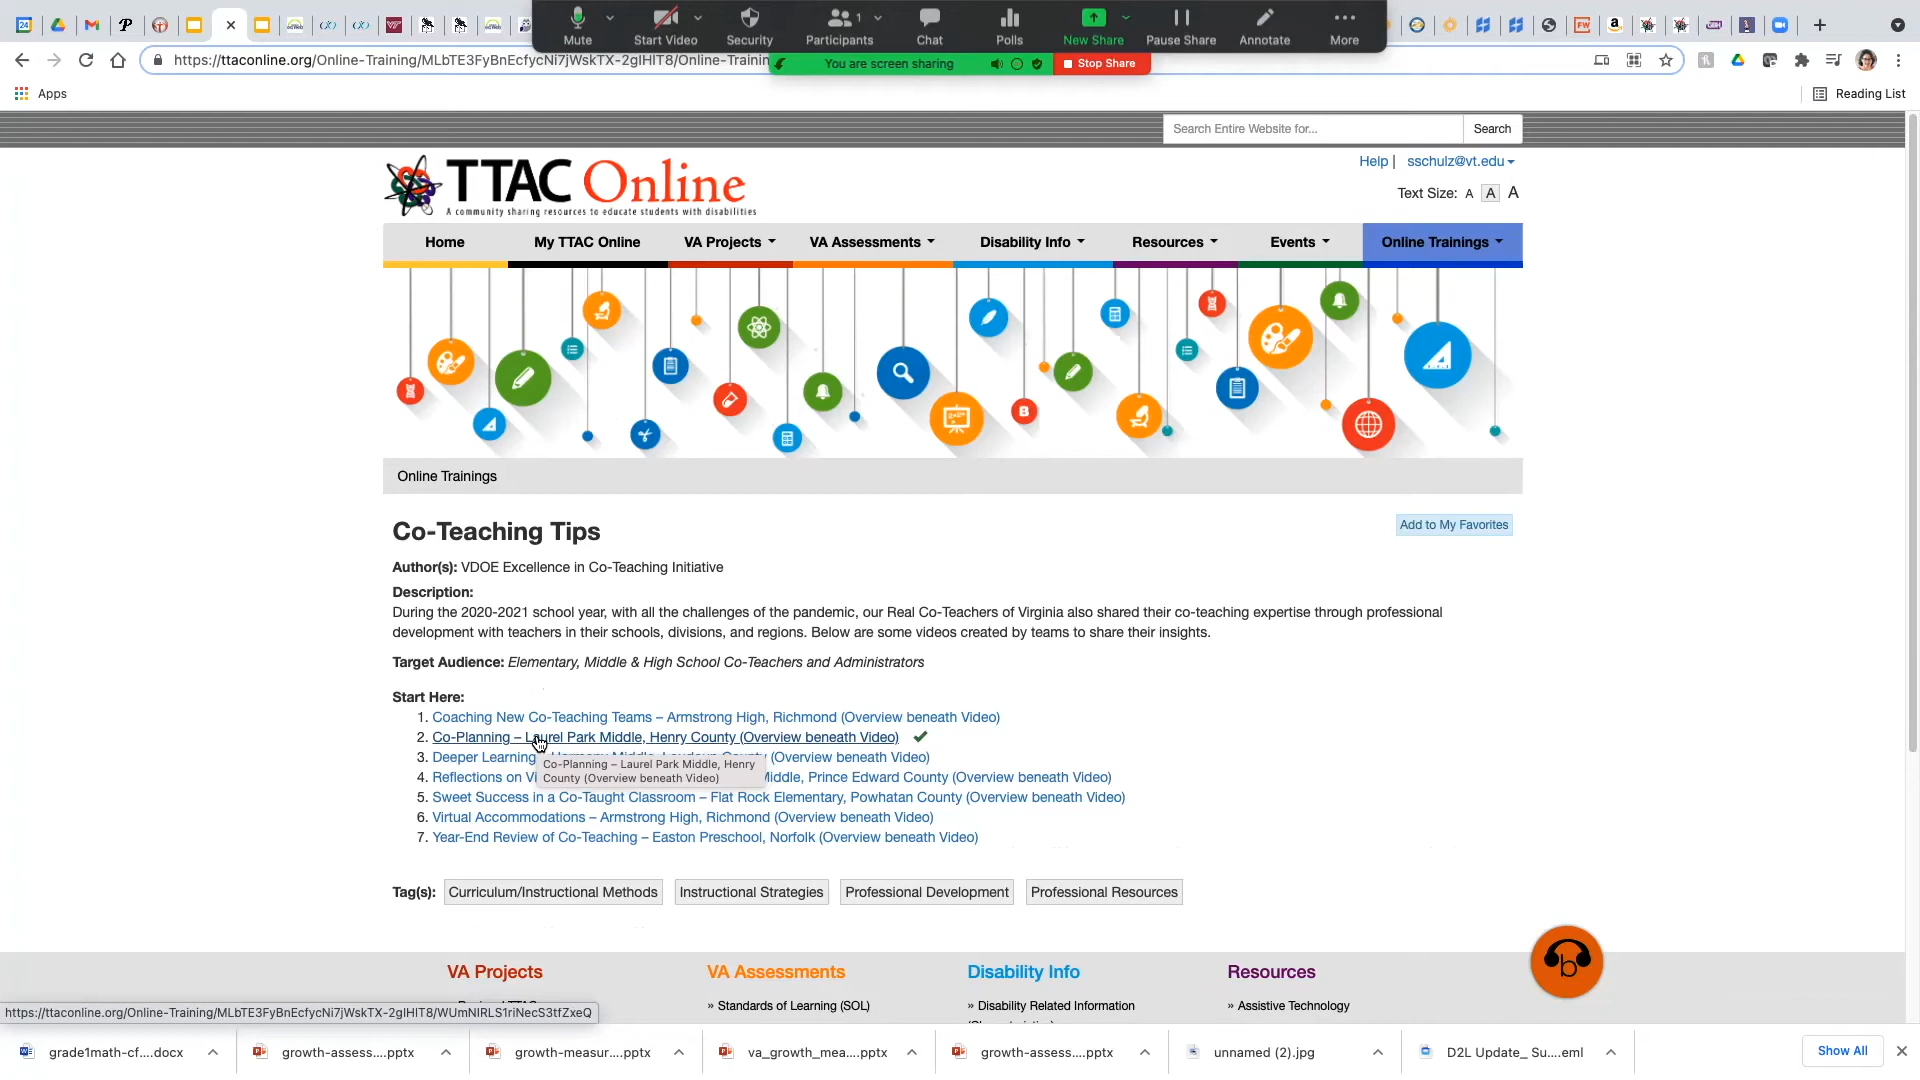 Mute
Start Video
Security
Participants
1
Chat
Polls
New Share
Pause Share
Annotate
More
https://ttaconline.org/Online-Training/MLbTE3FyBnEcfycNi7jWskTX-2gIHIT8/Online-Trainin
You are screen sharing
Stop Share
Apps
Reading List
Search Entire Website for...
Search
TTAC Online
A community sharing resources to educate students with disabilities
Help | sschulz@vt.edu
Text Size: A A A
Home My TTAC Online VA Projects VA Assessments Disability Info Resources Events Online Trainings
Online Trainings
Co-Teaching Tips
Add to My Favorites
Author(s): VDOE Excellence in Co-Teaching Initiative
Description:
During the 2020-2021 school year, with all the challenges of the pandemic, our Real Co-Teachers of Virginia also shared their co-teaching expertise through professional
development with teachers in their schools, divisions, and regions. Below are some videos created by teams to share their insights.
Target Audience: Elementary, Middle & High School Co-Teachers and Administrators
Start Here:
1. Coaching New Co-Teaching Teams – Armstrong High, Richmond (Overview beneath Video)
2. Co-Planning – Laurel Park Middle, Henry County (Overview beneath Video)
3. Deeper Learning – Harmony Middle, Loudoun County (Overview beneath Video)
Co-Planning – Laurel Park Middle, Henry
County (Overview beneath Video)
4. Reflections on Vi Middle, Prince Edward County (Overview beneath Video)
5. Sweet Success in a Co-Taught Classroom – Flat Rock Elementary, Powhatan County (Overview beneath Video)
6. Virtual Accommodations – Armstrong High, Richmond (Overview beneath Video)
7. Year-End Review of Co-Teaching – Easton Preschool, Norfolk (Overview beneath Video)
Tag(s): Curriculum/Instructional Methods Instructional Strategies Professional Development Professional Resources
VA Projects VA Assessments Disability Info Resources
» Standards of Learning (SOL) » Disability Related Information » Assistive Technology
https://ttaconline.org/Online-Training/MLbTE3FyBnEcfycNi7jWskTX-2gIHIT8/WUmNIRLS1riNecS3tfZxeQ
grade1math-cf....docx growth-assess....pptx growth-measur....pptx va_growth_mea....pptx growth-assess....pptx unnamed (2).jpg D2L Update_ Su....eml Show All